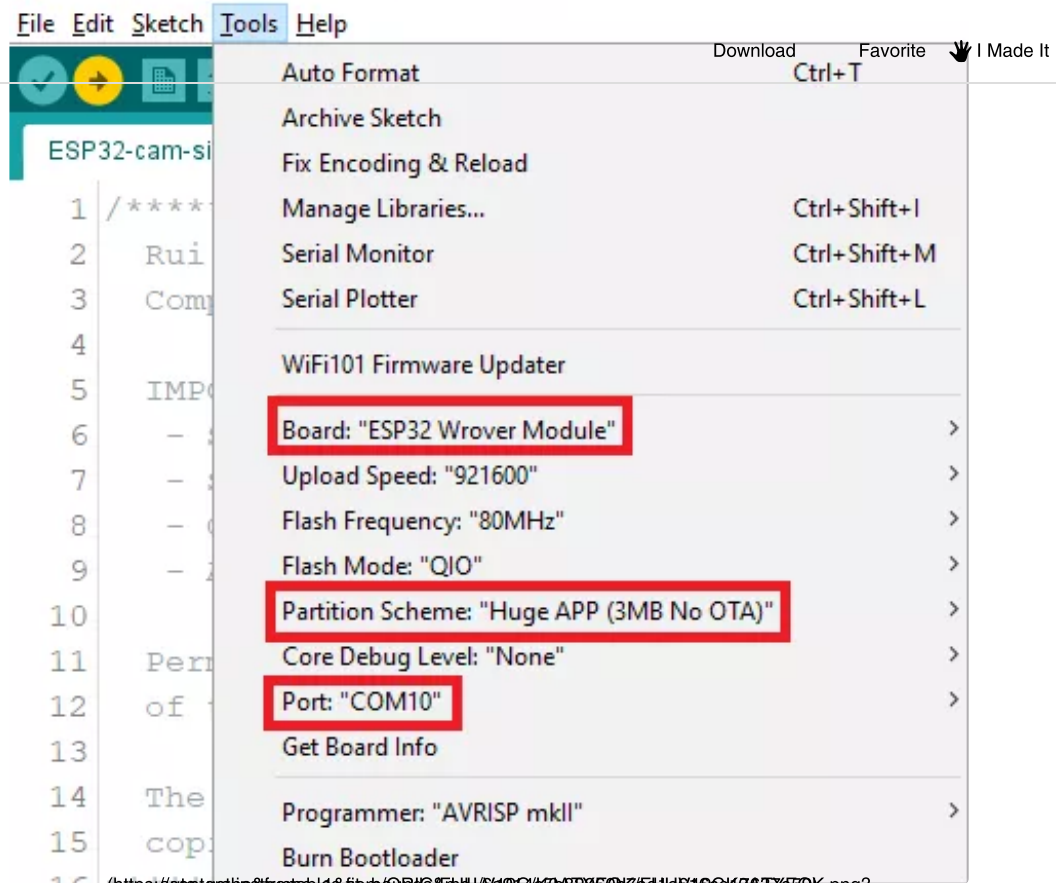 File Edit Sketch Tools Help
Download Favorite I Made It
Auto Format Ctrl+T
Archive Sketch
ESP32-cam-si
Fix Encoding & Reload
1 /****
Manage Libraries... Ctrl+Shift+I
2 Rui
Serial Monitor Ctrl+Shift+M
3 Comp
Serial Plotter Ctrl+Shift+L
4
WiFi101 Firmware Updater
5 IMPO
6 -
Board: "ESP32 Wrover Module"
7 -
Upload Speed: "921600"
8 -
Flash Frequency: "80MHz"
9 -
Flash Mode: "QIO"
10
Partition Scheme: "Huge APP (3MB No OTA)"
11 Perm
Core Debug Level: "None"
12 of
Port: "COM10"
13
Get Board Info
14 The
Programmer: "AVRISP mkII"
15 copi
Burn Bootloader